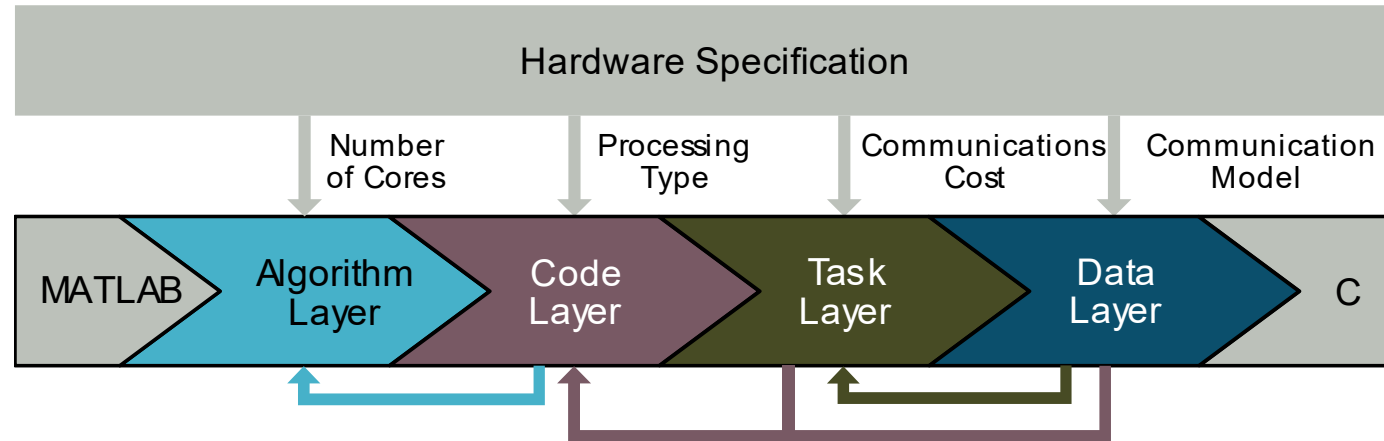 Hardware Specification
Number
of Cores
Processing
Type
Communications
Cost
Communication
Model
MATLAB
Algorithm
Layer
Code
Layer
Task
Layer
Data
Layer
C